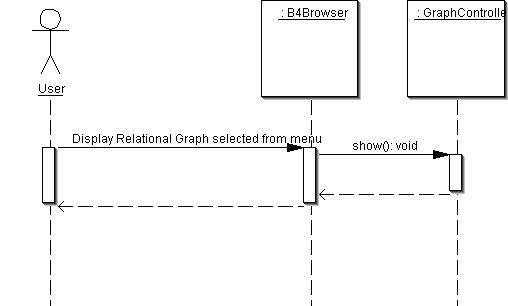 : B4Browser
: GraphControlle
User
Display Relational Graph selected from menu
show(): void